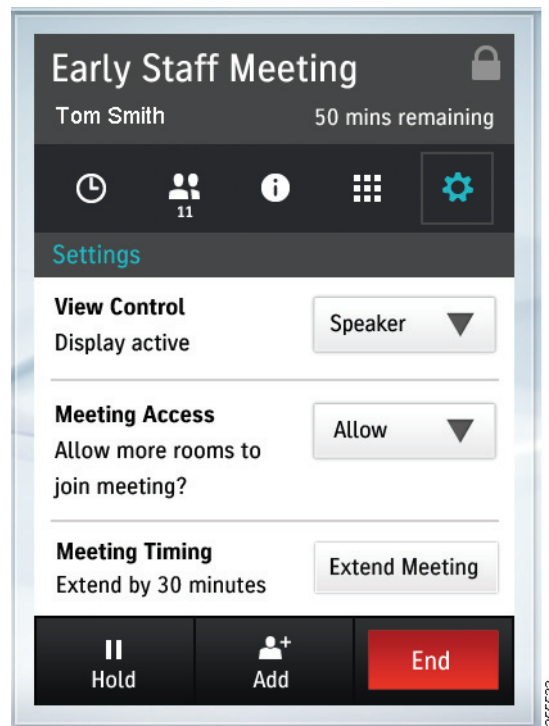 Early Staff Meeting
Tom Smith 50 mins remaining
11
Settings
View Control
Display active
Speaker
Meeting Access
Allow more rooms to
join meeting?
Allow
Meeting Timing
Extend by 30 minutes
Extend Meeting
Hold Add End